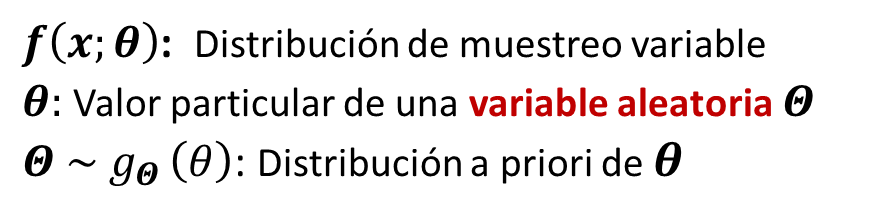 f(x; θ): Distribución de muestreo variable
θ: Valor particular de una variable aleatoria Θ
Θ ~ gΘ (θ): Distribución a priori de θ